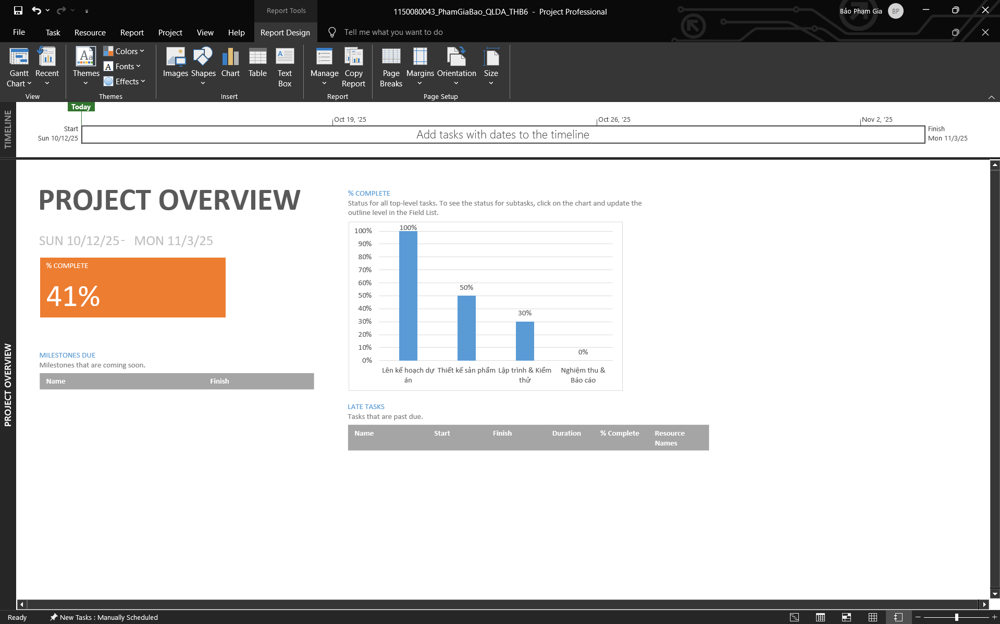 Report Tools
1150080043_PhamGiaBao_QLDA_THB6 - Project Professional
Bảo Phạm Gia BP
File Task Resource Report Project View Help Report Design Tell me what you want to do
Gantt Chart
Recent
Themes
Colors
Fonts
Effects
Images
Shapes
Chart
Table
Text Box
Manage
Copy Report
Page Breaks
Margins
Orientation
Size
View Themes Insert Report Page Setup
TIMELINE
Today
Oct 19, '25 Oct 26, '25 Nov 2, '25
Start
Sun 10/12/25
Add tasks with dates to the timeline
Finish
Mon 11/3/25
PROJECT OVERVIEW
PROJECT OVERVIEW
SUN 10/12/25 - MON 11/3/25
% COMPLETE
41%
MILESTONES DUE
Milestones that are coming soon.
Name Finish
% COMPLETE
Status for all top-level tasks. To see the status for subtasks, click on the chart and update the
outline level in the Field List.
100%
90%
80%
70%
60%
50%
40%
30%
20%
10%
0%
100%
50%
30%
0%
Lên kế hoạch dự án
Thiết kế sản phẩm
Lập trình & Kiểm thử
Nghiệm thu & Báo cáo
LATE TASKS
Tasks that are past due.
Name Start Finish Duration % Complete Resource Names
Ready New Tasks : Manually Scheduled